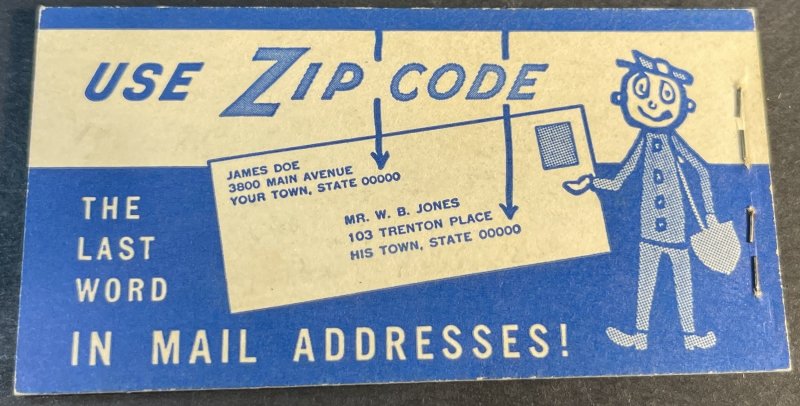 USE ZIP CODE
JAMES DOE
3800 MAIN AVENUE
YOUR TOWN, STATE 00000
MR. W. B. JONES
103 TRENTON PLACE
HIS TOWN, STATE 00000
THE
LAST
WORD
IN MAIL ADDRESSES!